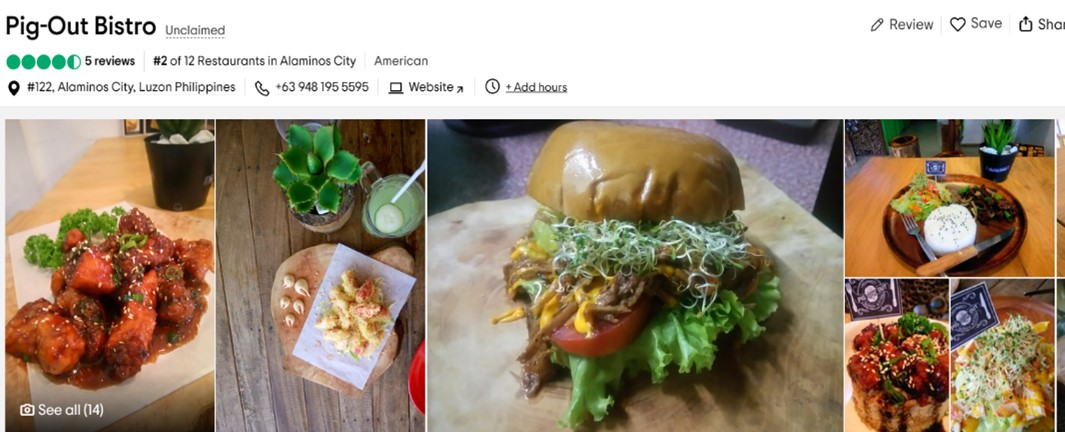 Pig-Out Bistro Unclaimed Review Save Shar
5 reviews #2 of 12 Restaurants in Alaminos City American
#122, Alaminos City, Luzon Philippines +63 948 195 5595 Website + Add hours
See all (14)